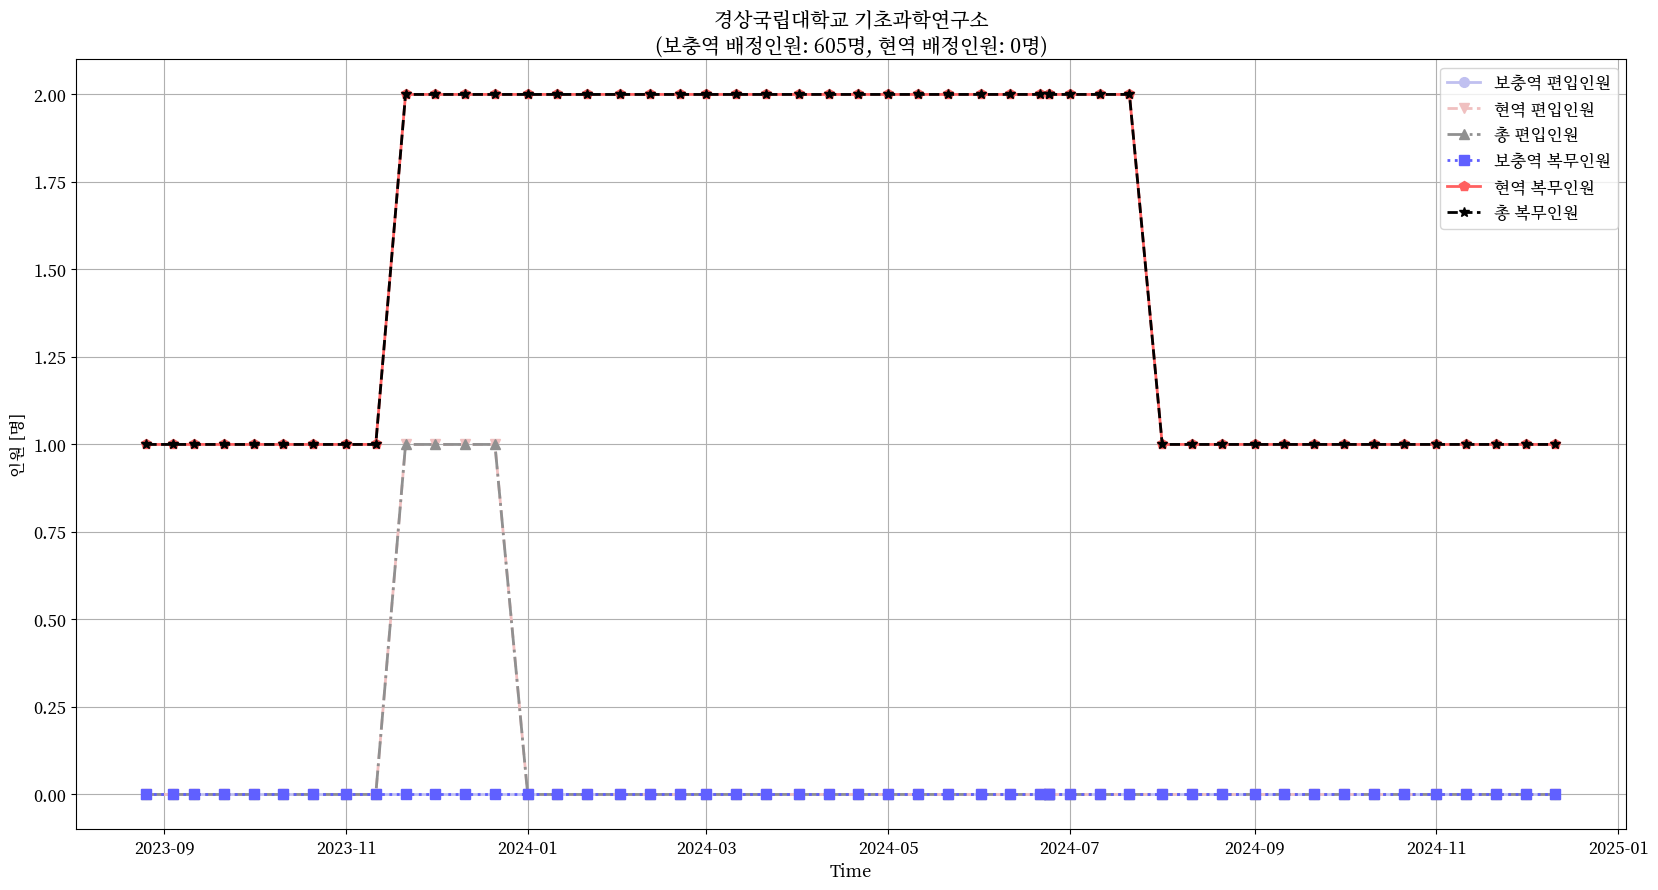 경상국립대학교 기초과학연구소
(보충역 배정인원: 605명, 현역 배정인원: 0명)
보충역 편입인원
현역 편입인원
총 편입인원
보충역 복무인원
현역 복무인원
총 복무인원
인원 [명]
2.00
1.75
1.50
1.25
1.00
0.75
0.50
0.25
0.00
2023-09 2023-11 2024-01 2024-03 2024-05 2024-07 2024-09 2024-11 2025-01
Time